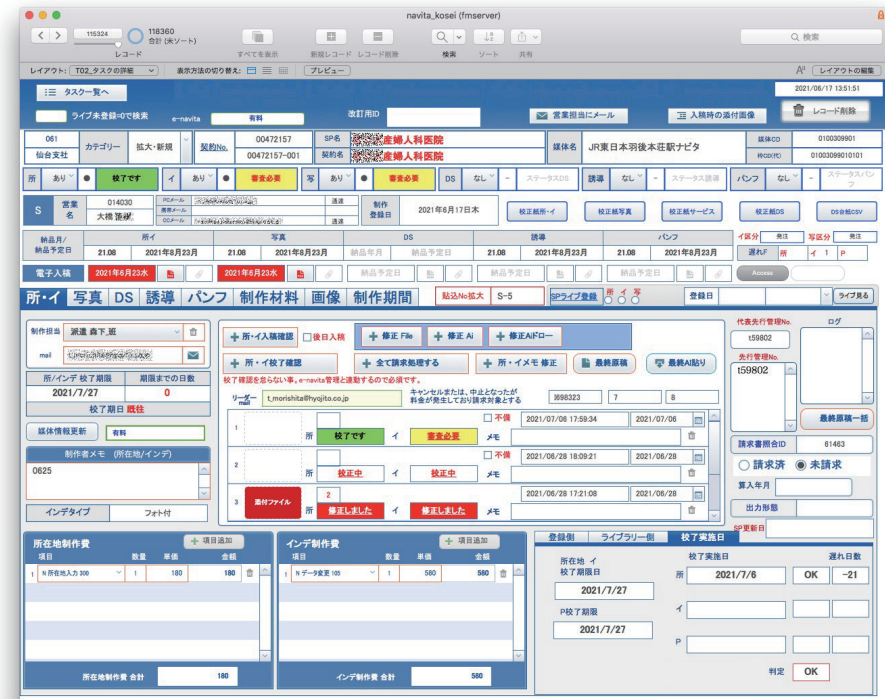 navita_kosei (fmserver)
115324 118360
合計 (未ソート)
レコード すべてを表示 新規レコード レコード削除 検索 ソート 共有 検索
レイアウト: T02_タスクの詳細 表示方法の切り替え: プレビュー Aª レイアウトの編集
タスク一覧へ 2021/06/17 13:51:51
ライブ未登録=0で検索 e-navita 有料 改訂用ID 営業担当にメール 入稿時の添付画像 レコード削除
061 カテゴリー 拡大・新規 契約No. 00472157 SP名 産婦人科医院 媒体名 JR東日本羽後本荘駅ナビタ 媒体CD 0100309901
仙台支社 00472157-001 契約名 産婦人科医院 枠CD(代) 01003099010101
所 あり ● 校了です イ あり ● 審査必要 写 あり ● 審査必要 DS なし - ステータスDS 誘導 なし - ステータス誘導 パンフ なし - ステータスパンフ
S 営業名 014030 PCメール 携帯メール CCメール 速達 速達 制作登録日 2021年6月17日木 校正紙所・イ 校正紙写真 校正紙サービス 校正紙DS DS台紙CSV
大橋
納品月/納品予定日 所イ 写真 DS 誘導 パンフ イ区分 発注 写区分 発注
21.08 2021年8月23月 21.08 2021年8月23月 納品年月 納品予定日 21.08 2021年8月23月 21.08 2021年8月23月 遅れF 所 イ 1 P
電子入稿 2021年6月23水 2021年6月23水 納品予定日 納品予定日 納品予定日 Access
所・イ 写真 DS 誘導 パンフ 制作材料 画像 制作期間 貼込No拡大 S-5 SPライブ登録 所 イ 写 登録日 ライブ見る
制作担当 派遣 森下_班
mail
所/インデ 校了期限 期限までの日数
2021/7/27 0
校了期日 既往
媒体情報更新 有料
制作者メモ (所在地/インデ)
0625
インデタイプ フォト付
所・イ入稿確認 後日入稿 修正 File 修正 Ai 修正Aiドロー
所・イ校了確認 全て請求処理する 所・イメモ 修正 最終原稿 最終AI貼り
校了確認を怠らない事。e-navita管理と連動するので必須です。
リーダーmail t_morishita@hyojito.co.jp キャンセルまたは、中止となったが料金が発生しており請求対象とする I698323 7 8
1 不備 2021/07/06 17:59:34 2021/07/06
所 校了です イ 審査必要 メモ
2 不備 2021/06/28 18:09:21 2021/06/28
所 校正中 イ 校正中 メモ
3 添付ファイル 2 2021/06/28 17:21:08 2021/06/28
所 修正しました イ 修正しました メモ
代表先行管理No. ログ
t59802
先行管理No.
t59802
最終原稿一括
請求書照合ID 61463
請求済 未請求
算入年月
出力形態
SP更新日
所在地制作費 項目追加
項目 数量 単価 金額
1 N 所在地入力 300 1 180 180
所在地制作費 合計 180
インデ制作費 項目追加
項目 数量 単価 金額
1 N データ変更 105 1 580 580
インデ制作費 合計 580
登録側 ライブラリー側 校了実施日
所在地 イ 校了期限日 校了実施日 遅れ日数
2021/7/27 所 2021/7/6 OK -21
P校了期限 イ
2021/7/27 P
判定 OK